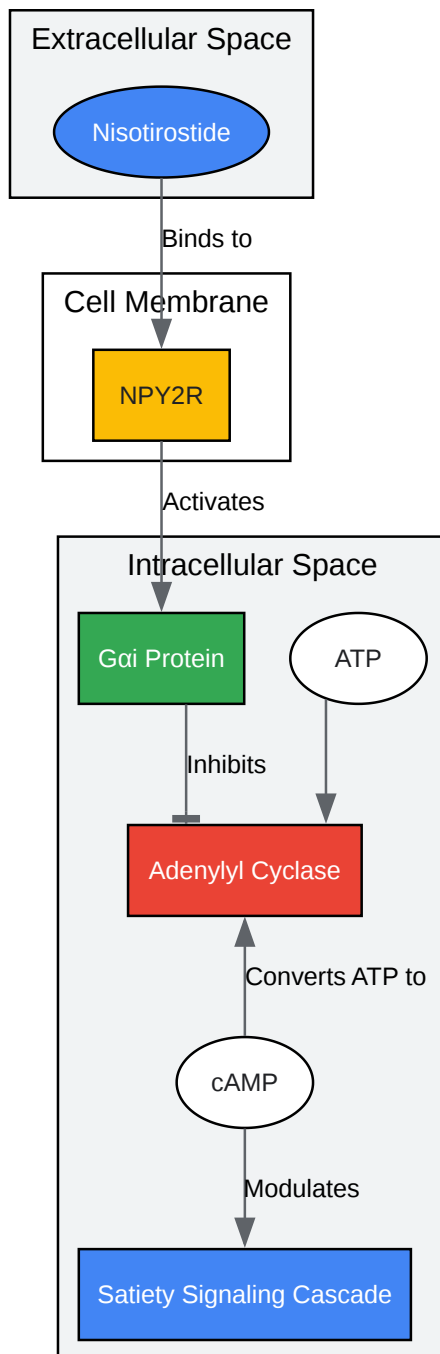 Extracellular Space
Nisotirostide
Binds to
Cell Membrane
NPY2R
Activates
Intracellular Space
Gαi Protein
ATP
Inhibits
Adenylyl Cyclase
Converts ATP to
cAMP
Modulates
Satiety Signaling Cascade